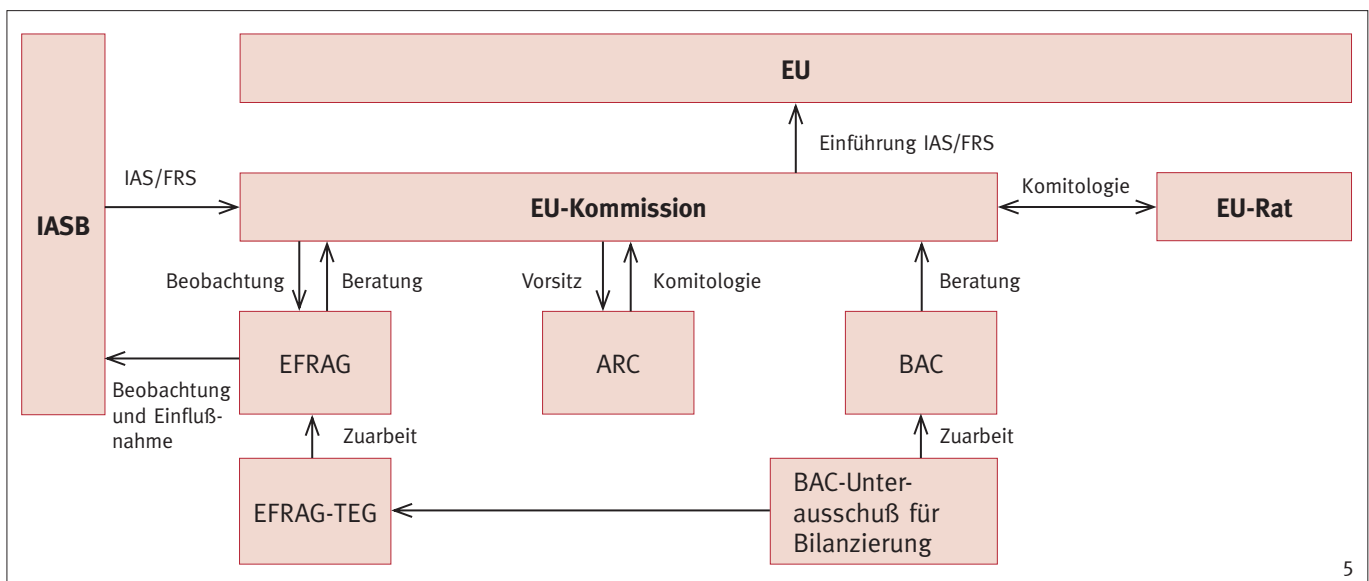 EU
Einführung IAS/FRS
IAS/FRS
IASB
EU-Kommission
Komitologie
EU-Rat
Beobachtung
Beratung
Vorsitz
Komitologie
Beratung
EFRAG
ARC
BAC
Beobachtung
und Einfluß-
nahme
Zuarbeit
Zuarbeit
EFRAG-TEG
BAC-Unter-
ausschuß für
Bilanzierung
5